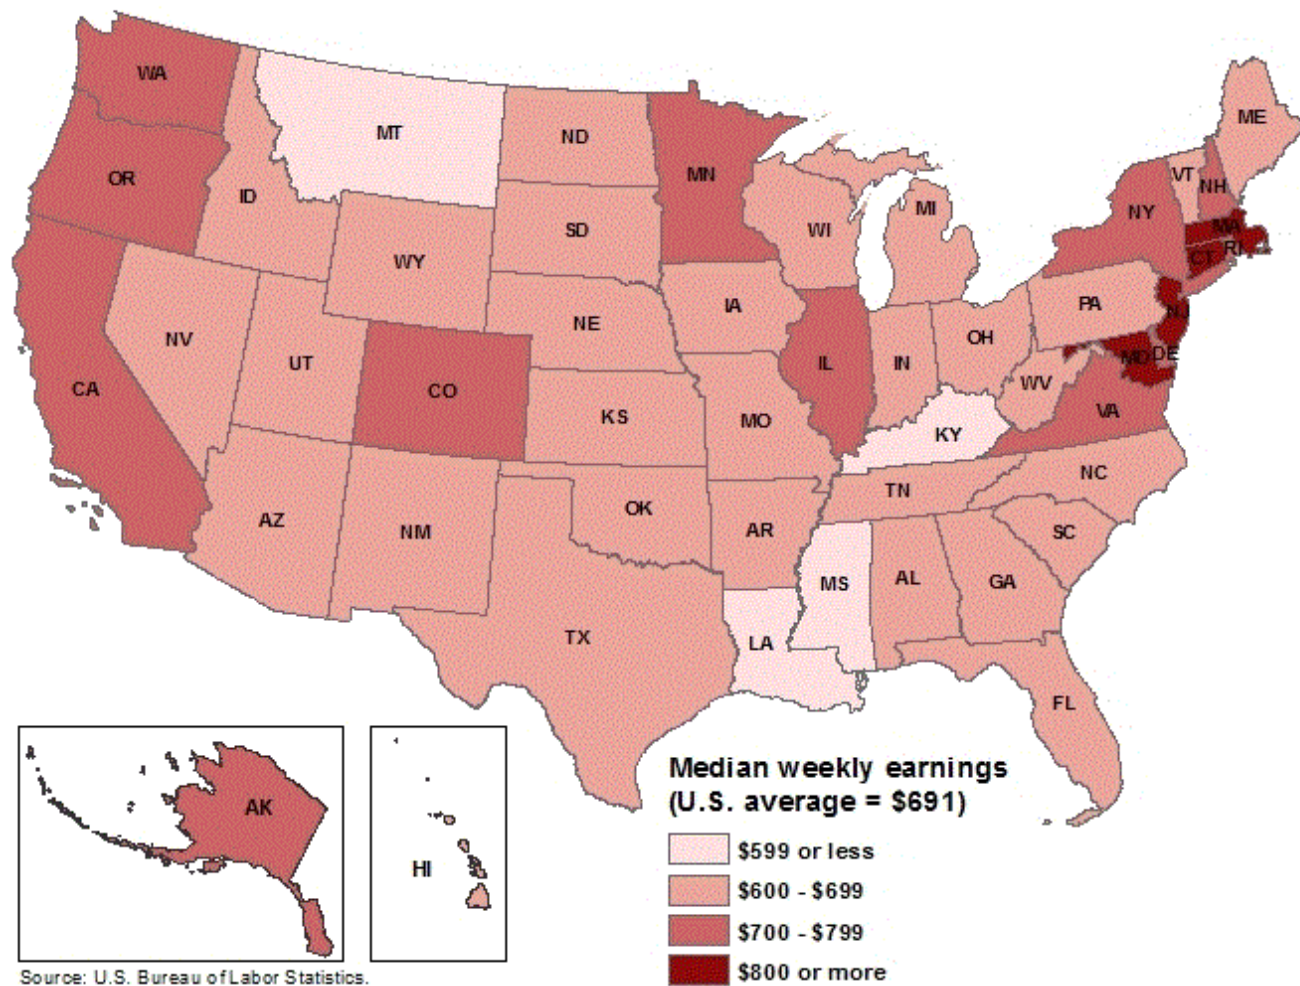 WA
MT
ND
MN
ME
VT
NH
OR
ID
SD
WI
MI
NY
MA
RI
CT
WY
IA
PA
NJ
NV
UT
NE
OH
IL
IN
MD
DE
CA
CO
KS
MO
WV
VA
KY
AZ
NM
OK
AR
TN
NC
SC
TX
MS
AL
GA
LA
FL
AK
HI
Median weekly earnings
(U.S. average = $691)
$599 or less
$600 - $699
$700 - $799
$800 or more
Source: U.S. Bureau of Labor Statistics.